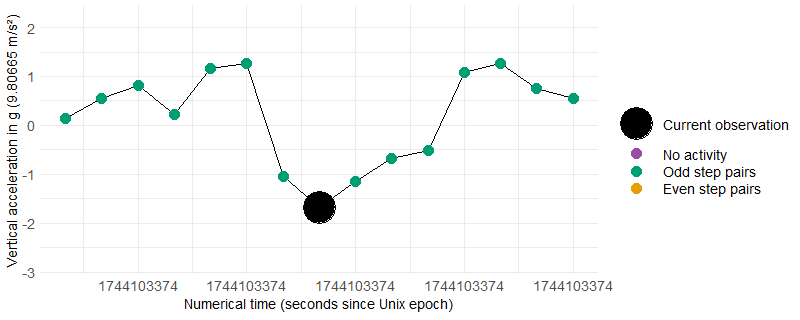 Vertical acceleration in g (9.80665 m/s²)
2
1
0
-1
-2
-3
1744103374 1744103374 1744103374 1744103374 1744103374
Numerical time (seconds since Unix epoch)
Current observation
No activity
Odd step pairs
Even step pairs